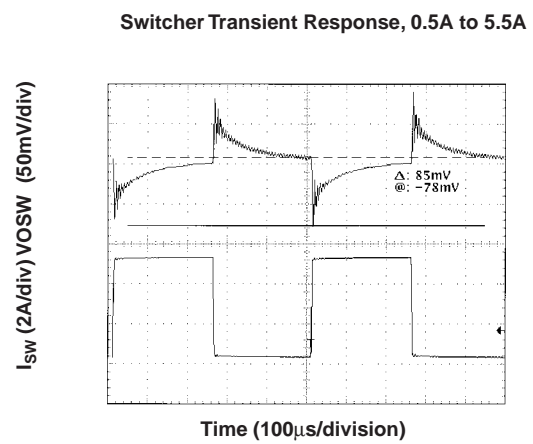 Switcher Transient Response, 0.5A to 5.5A
ISW (2A/div) VOSW (50mV/div)
Δ: 85mV
@: -78mV
Time (100μs/division)